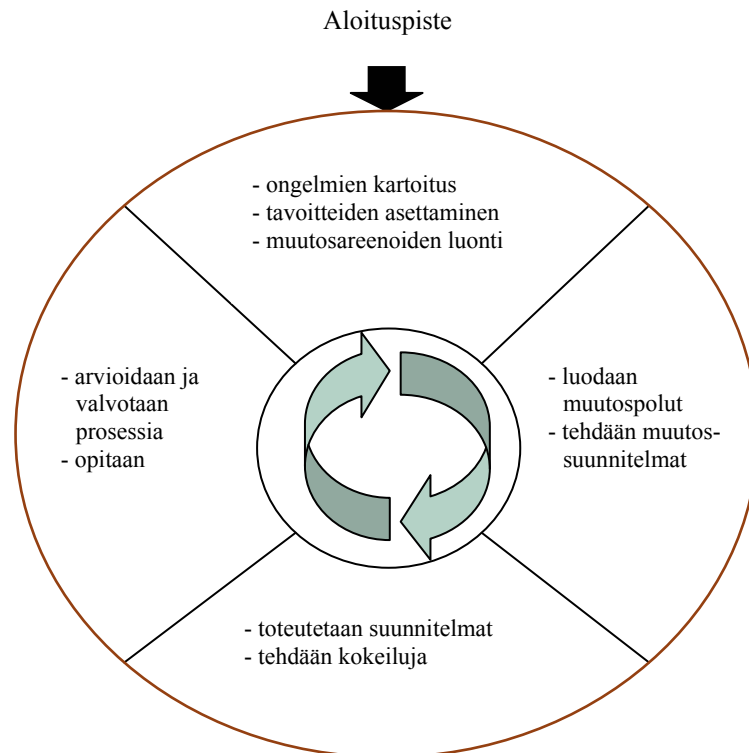 Aloituspiste
- ongelmien kartoitus
- tavoitteiden asettaminen
- muutosareenoiden luonti
- luodaan
muutospolut
- tehdään muutos-
suunnitelmat
- toteutetaan suunnitelmat
- tehdään kokeiluja
- arvioidaan ja
valvotaan
prosessia
- opitaan